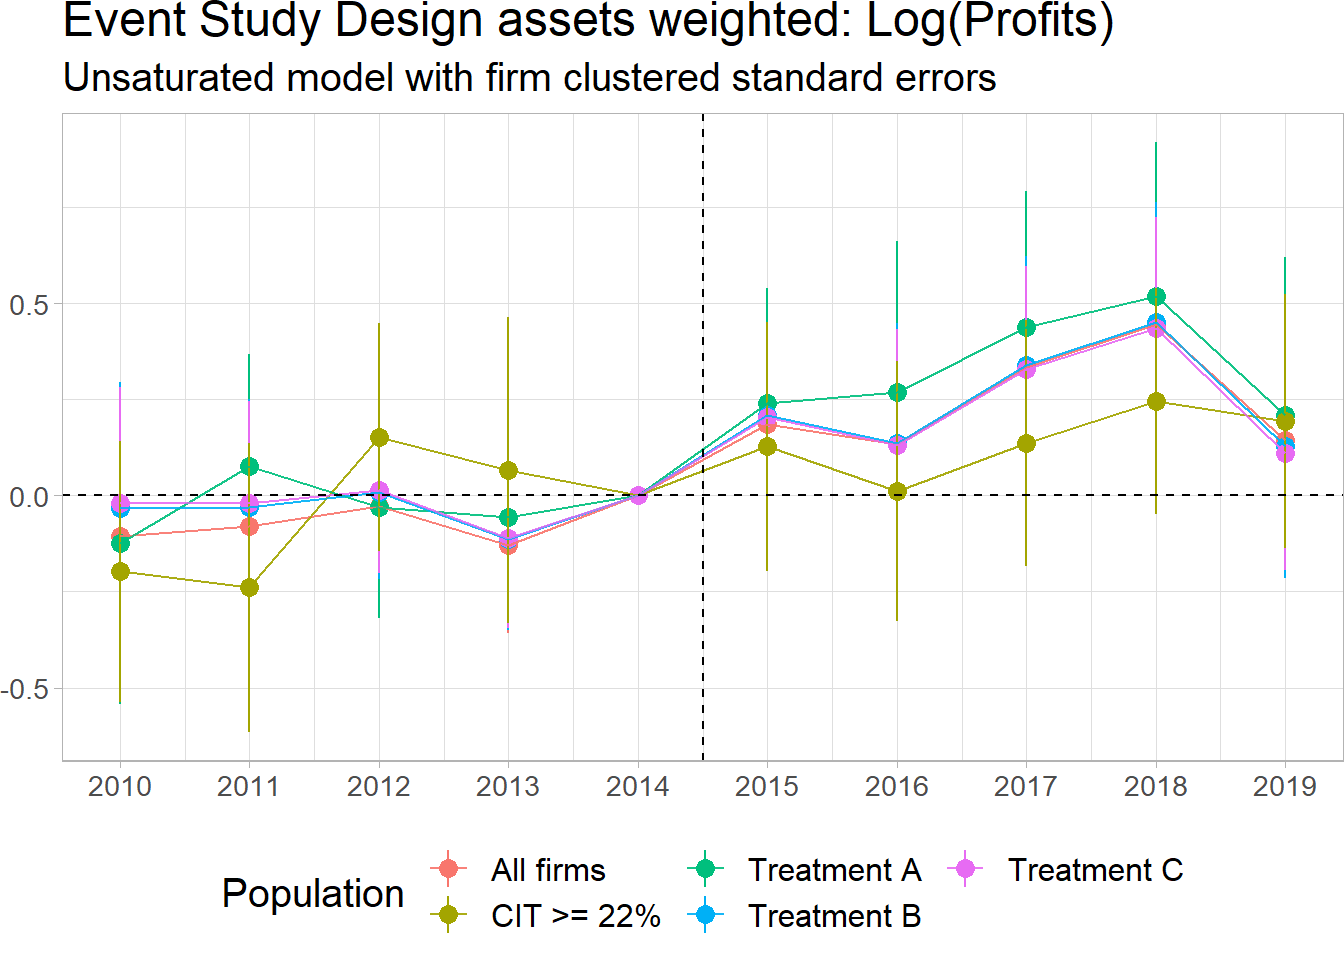 Event Study Design assets weighted: Log(Profits)
Unsaturated model with firm clustered standard errors
0.5
0.0
-0.5
2010 2011 2012 2013 2014 2015 2016 2017 2018 2019
Population
All firms Treatment A Treatment C
CIT >= 22% Treatment B